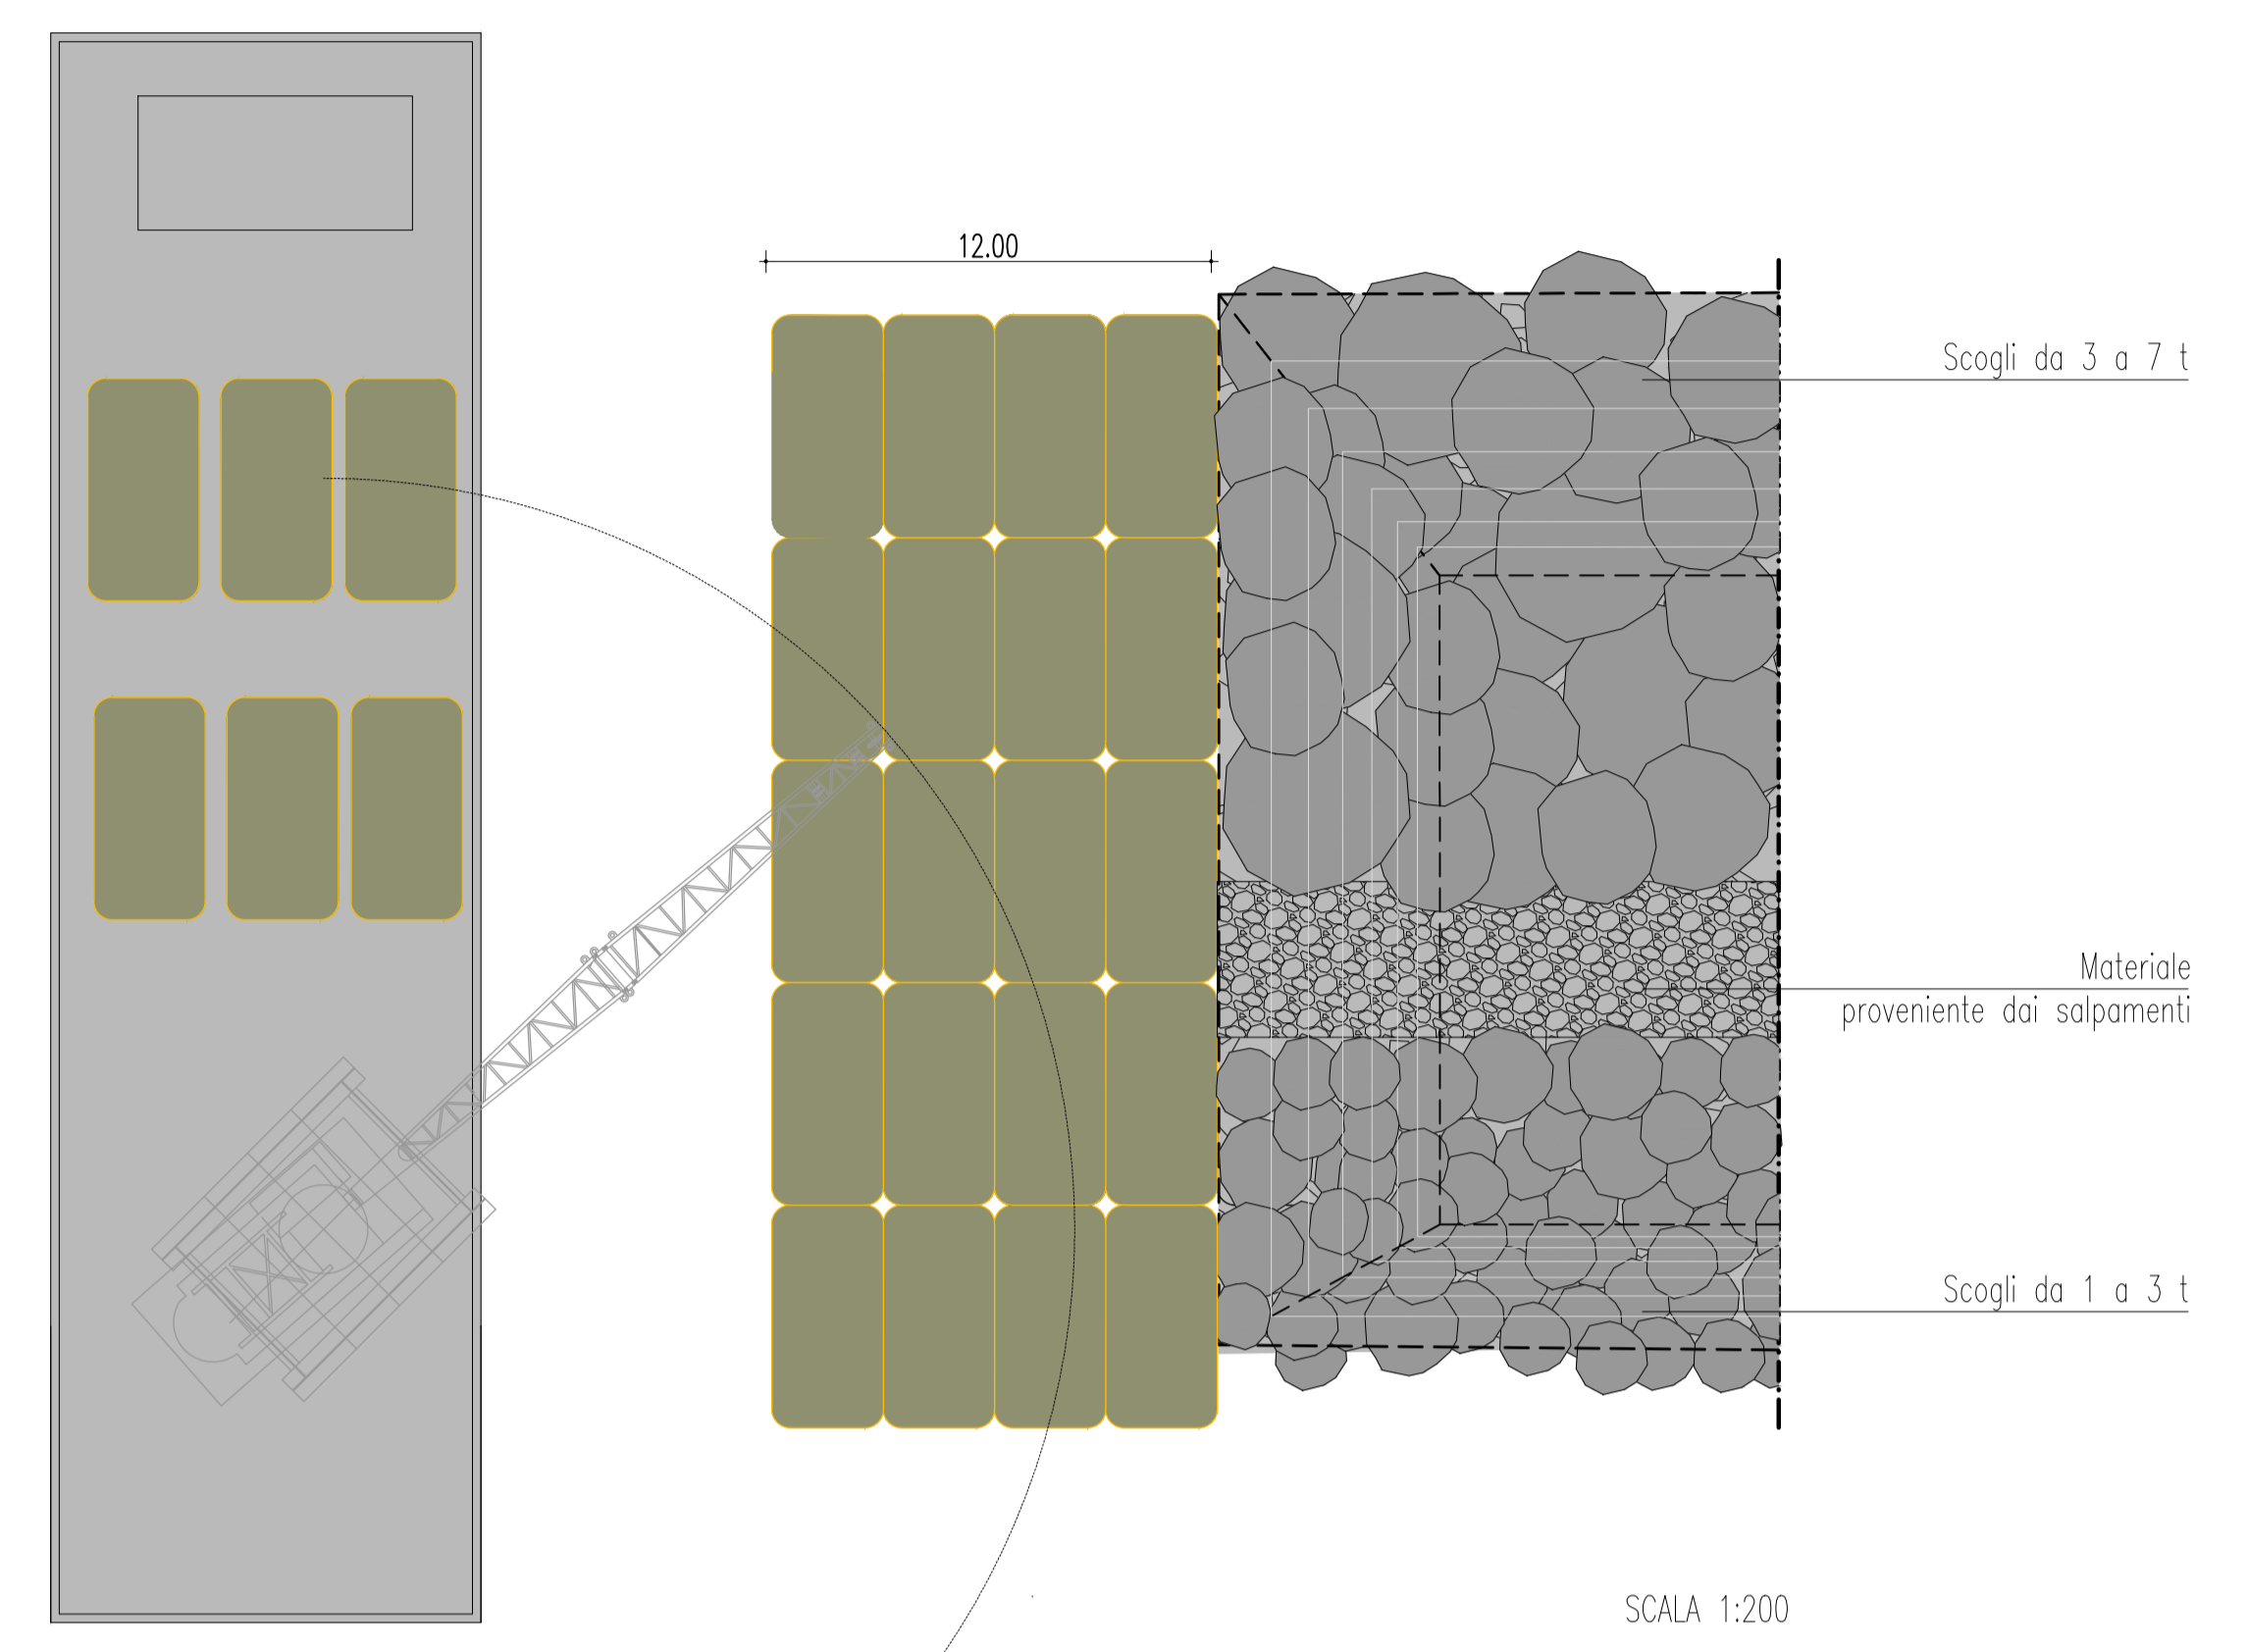 12.00
Scogli da 3 a 7 t
Materiale
proveniente dai salpamenti
Scogli da 1 a 3 t
SCALA 1:200